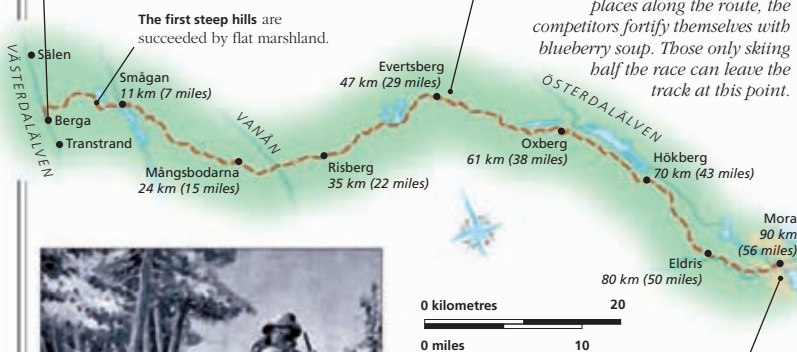 places along the route, the
competitors fortify themselves with
blueberry soup. Those only skiing
half the race can leave the
track at this point.
The first steep hills are
succeeded by flat marshland.
Sälen
VÄSTERDALÄLVEN
Berga
Transtrand
Smågan
11 km (7 miles)
Mångsbodarna
24 km (15 miles)
VANÅN
Risberg
35 km (22 miles)
Evertsberg
47 km (29 miles)
ÖSTERDALÄLVEN
Oxberg
61 km (38 miles)
Hökberg
70 km (43 miles)
Eldris
80 km (50 miles)
Mora
90 km
(56 miles)
0 kilometres 20
0 miles 10